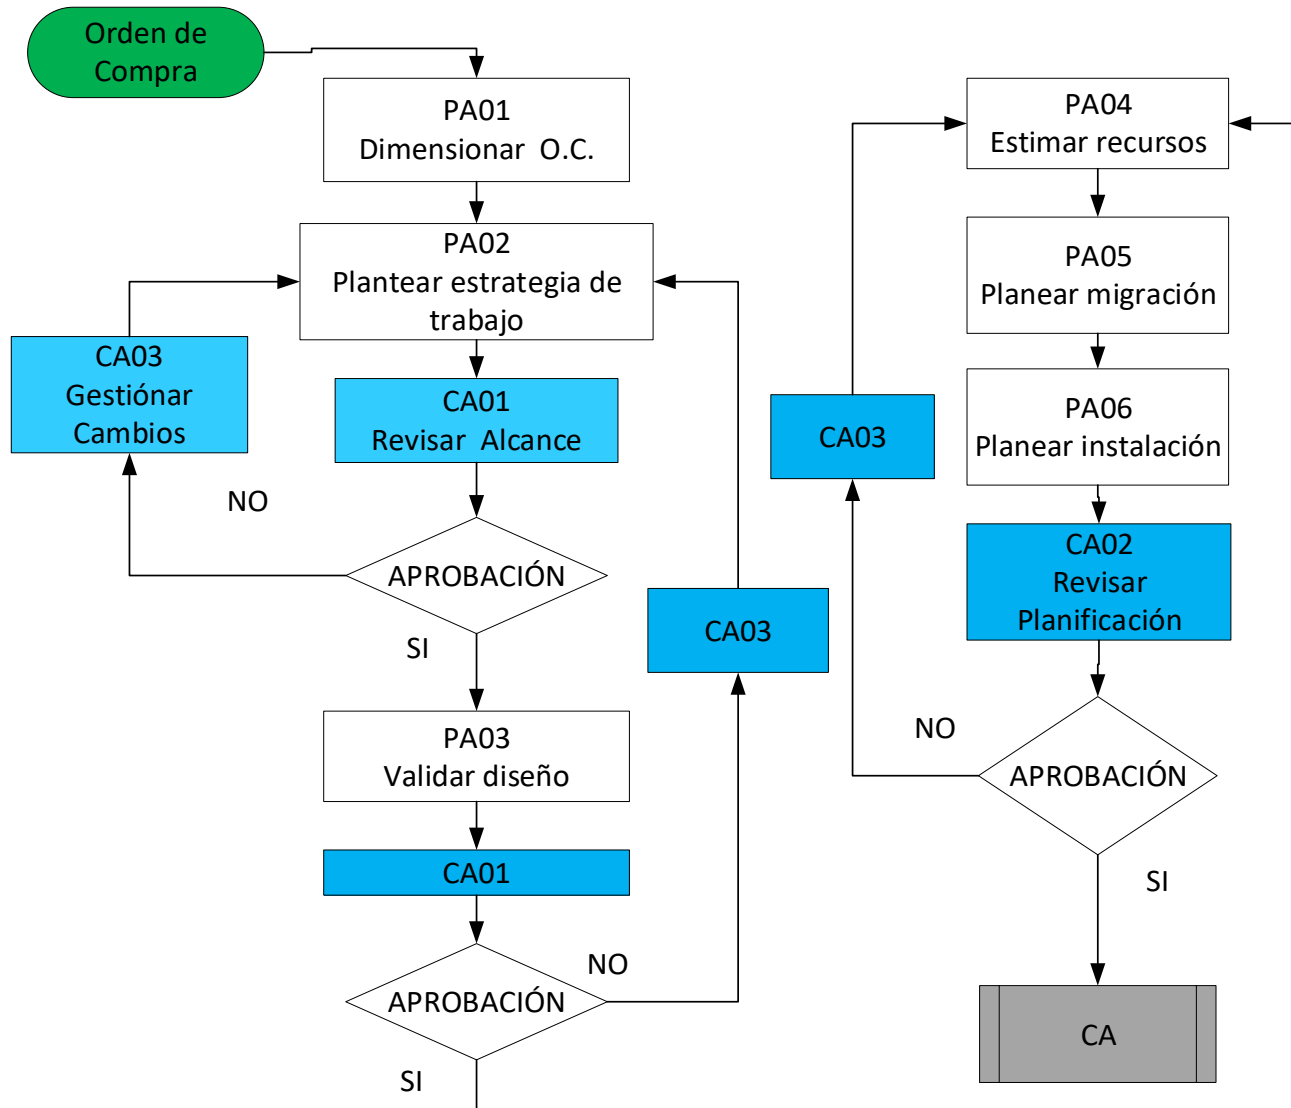 Orden de
Compra
PA01
Dimensionar  O.C.
PA02
Plantear estrategia de
trabajo
CA03
Gestiónar
Cambios
CA01
Revisar  Alcance
NO
APROBACIÓN
SI
CA03
PA03
Validar diseño
CA01
NO
APROBACIÓN
SI
PA04
Estimar recursos
PA05
Planear migración
PA06
Planear instalación
CA03
CA02
Revisar
Planificación
NO
APROBACIÓN
SI
CA